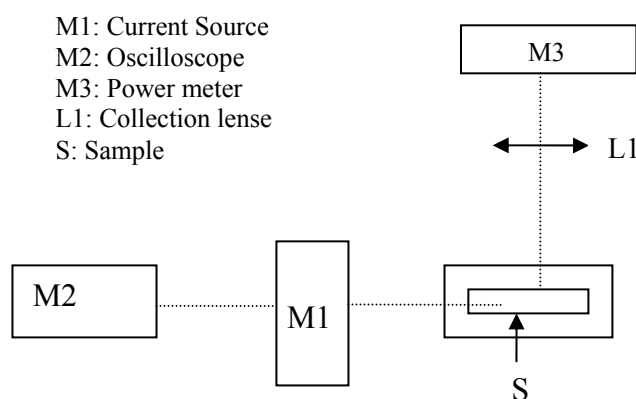 M1: Current Source
M2: Oscilloscope
M3: Power meter
L1: Collection lense
S: Sample
M3
L1
M2
M1
S